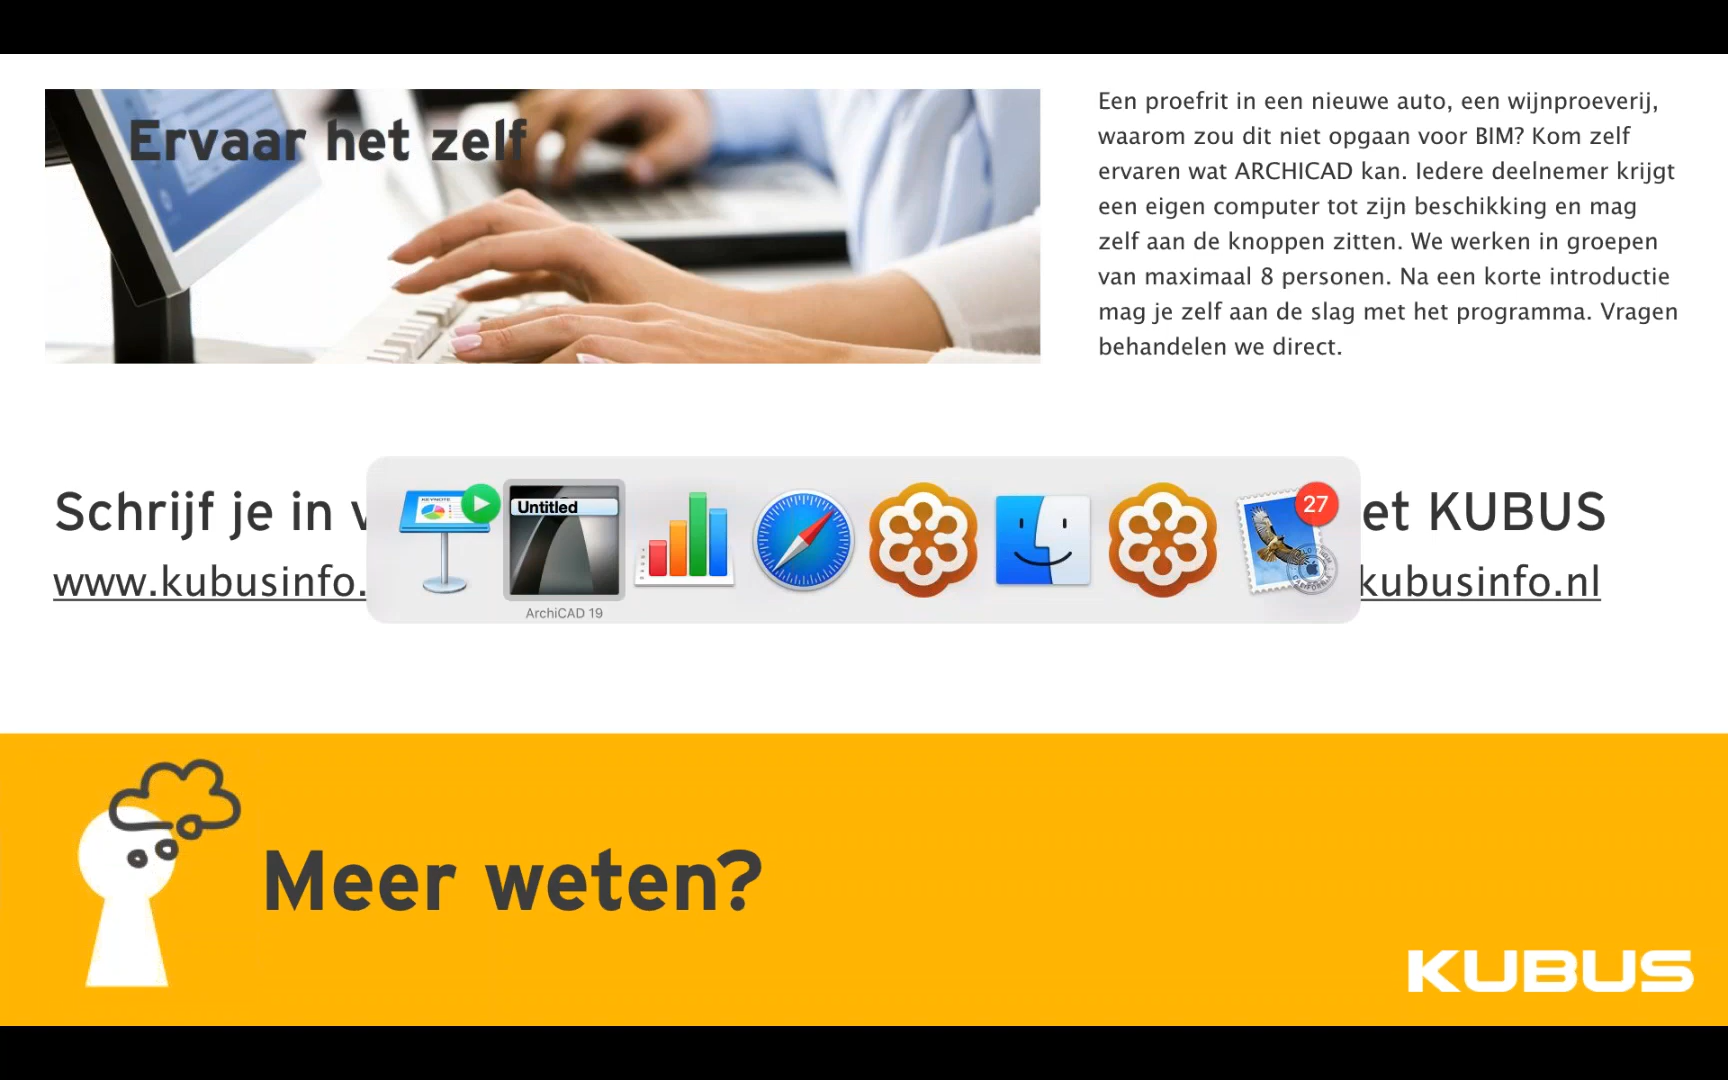 Ervaar het zelf
Een proefrit in een nieuwe auto, een wijnproeverij,
waarom zou dit niet opgaan voor BIM? Kom zelf
ervaren wat ARCHICAD kan. Iedere deelnemer krijgt
een eigen computer tot zijn beschikking en mag
zelf aan de knoppen zitten. We werken in groepen
van maximaal 8 personen. Na een korte introductie
mag je zelf aan de slag met het programma. Vragen
behandelen we direct.
Schrijf je in
et KUBUS
www.kubusinfo.
kubusinfo.nl
KEYNOTE
Untitled
27
ArchiCAD 19
Meer weten?
KUBUS